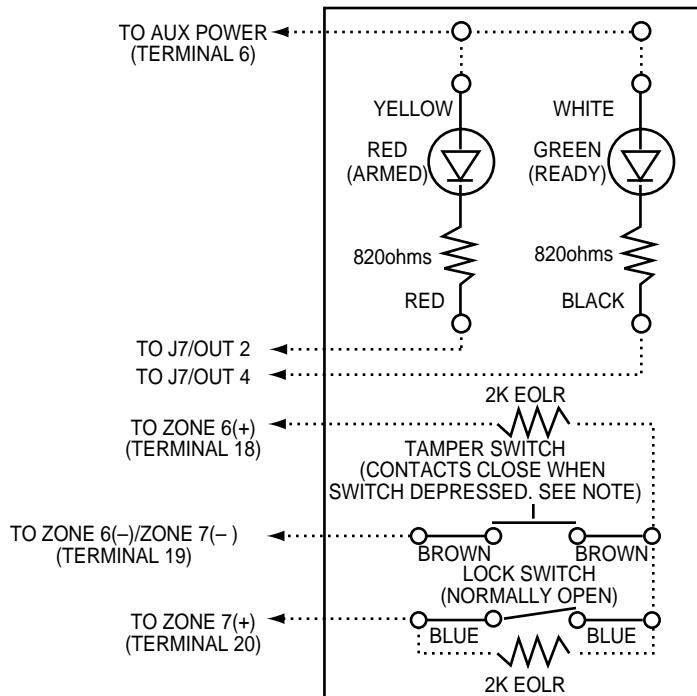 TO AUX POWER
(TERMINAL 6)
YELLOW
WHITE
RED
(ARMED)
GREEN
(READY)
820ohms
820ohms
RED
BLACK
TO J7/OUT 2
TO J7/OUT 4
2K EOLR
TO ZONE 6(+)
(TERMINAL 18)
TAMPER SWITCH
(CONTACTS CLOSE WHEN
SWITCH DEPRESSED. SEE NOTE)
TO ZONE 6(–)/ZONE 7(– )
(TERMINAL 19)
BROWN
BROWN
LOCK SWITCH
(NORMALLY OPEN)
TO ZONE 7(+)
(TERMINAL 20)
BLUE
BLUE
2K EOLR